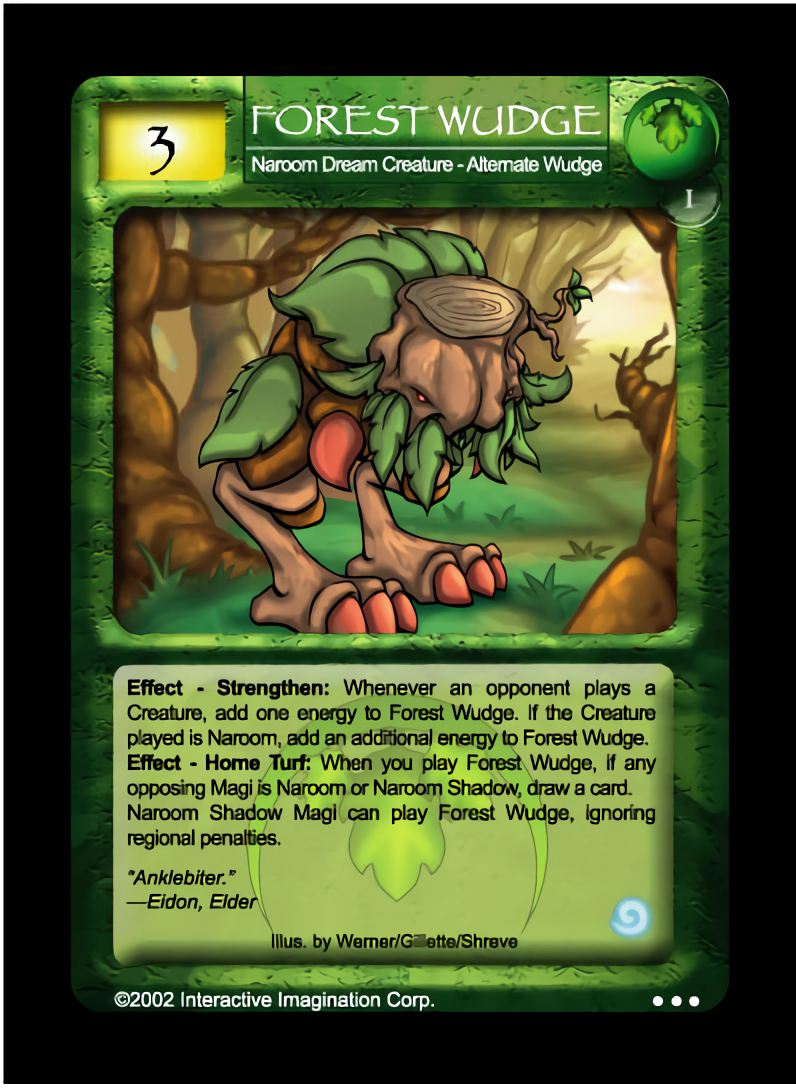 3
FOREST WUDGE
Naroom Dream Creature - Alternate Wudge
I
Effect - Strengthen: Whenever an opponent plays a
Creature, add one energy to Forest Wudge. If the Creature
played is Naroom, add an additional energy to Forest Wudge.
Effect - Home Turf: When you play Forest Wudge, if any
opposing Magi is Naroom or Naroom Shadow, draw a card.
Naroom Shadow Magi can play Forest Wudge, ignoring
regional penalties.
"Anklebiter."
—Eidon, Elder
Illus. by Werner/ /Shreve
©2002 Interactive Imagination Corp.